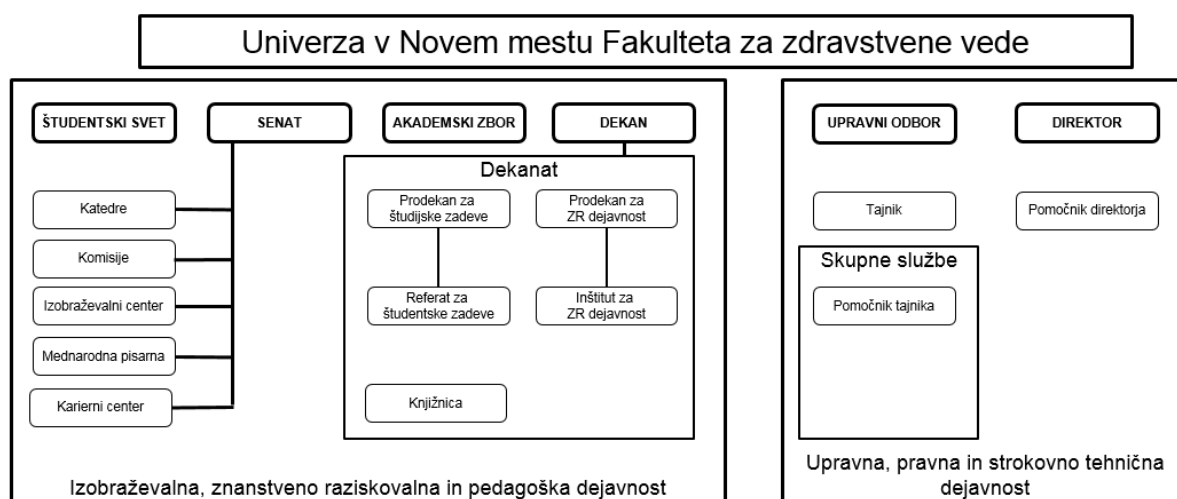 Univerza v Novem mestu Fakulteta za zdravstvene vede
ŠTUDENTSKI SVET
SENAT
AKADEMSKI ZBOR
DEKAN
Dekanat
Katedre
Komisije
Izobraževalni center
Mednarodna pisarna
Karierni center
Prodekan za
študijske zadeve
Prodekan za
ZR dejavnost
Referat za
študentske zadeve
Inštitut za
ZR dejavnost
Knjižnica
Izobraževalna, znanstveno raziskovalna in pedagoška dejavnost
UPRAVNI ODBOR
DIREKTOR
Tajnik
Pomočnik direktorja
Skupne službe
Pomočnik tajnika
Upravna, pravna in strokovno tehnična
dejavnost